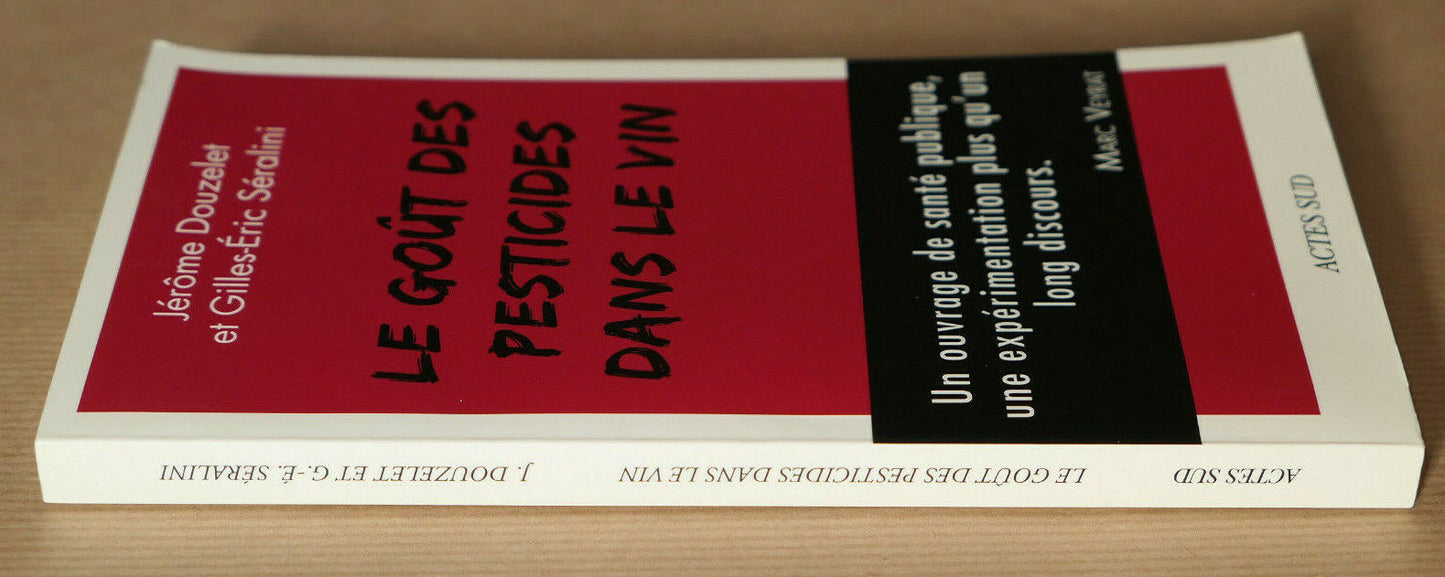 Jérôme Douzelet
et Gilles-Éric Séralini
LE GOÛT DES
PESTICIDES
DANS LE VIN
Un ouvrage de santé publique,
une expérimentation plus qu'un
long discours.
MARC VEYRAT
ACTES SUD
J. DOUZELET ET G.-É. SÉRALINI
LE GOÛT DES PESTICIDES DANS LE VIN
ACTES SUD